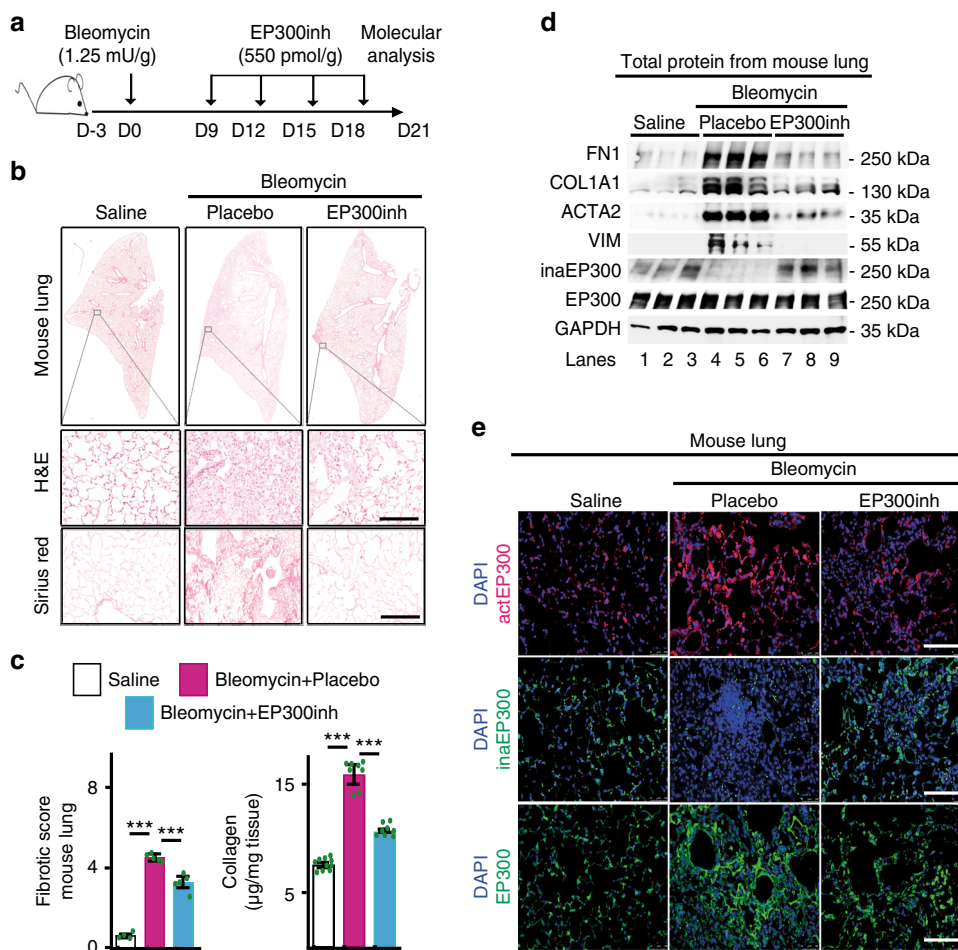 a
Bleomycin
(1.25 mU/g)
EP300inh
(550 pmol/g)
Molecular
analysis
D-3 D0 D9 D12 D15 D18 D21
b
Bleomycin
Saline Placebo EP300inh
Mouse lung
H&E
Sirius red
c
Saline Bleomycin+Placebo
Bleomycin+EP300inh
Fibrotic score
mouse lung
8
4
0
*** ***
Collagen
(µg/mg tissue)
15
5
*** ***
d
Total protein from mouse lung
Bleomycin
Saline Placebo EP300inh
FN1 - 250 kDa
COL1A1 - 130 kDa
ACTA2 - 35 kDa
VIM - 55 kDa
inaEP300 - 250 kDa
EP300 - 250 kDa
GAPDH - 35 kDa
Lanes 1 2 3 4 5 6 7 8 9
e
Mouse lung
Bleomycin
Saline Placebo EP300inh
DAPI
actEP300
DAPI
inaEP300
DAPI
EP300